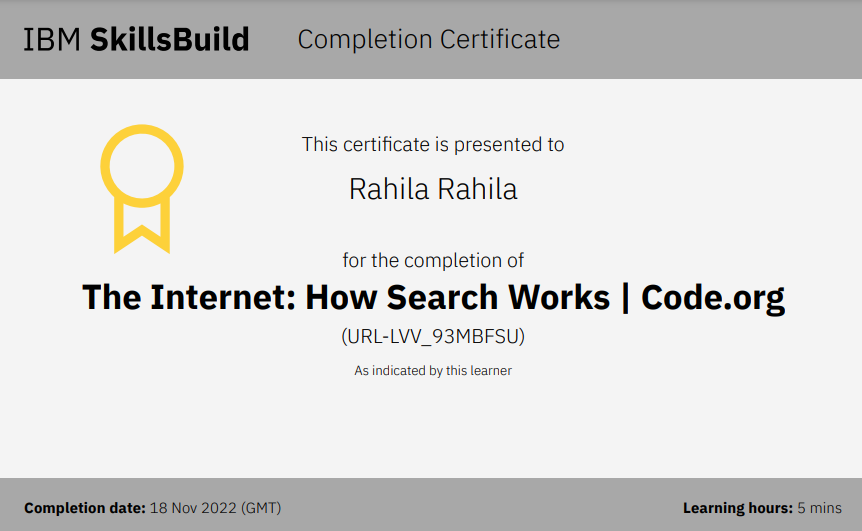 IBM SkillsBuild Completion Certificate
This certificate is presented to
Rahila Rahila
for the completion of
The Internet: How Search Works | Code.org
(URL-LVV_93MBFSU)
As indicated by this learner
Completion date: 18 Nov 2022 (GMT) Learning hours: 5 mins